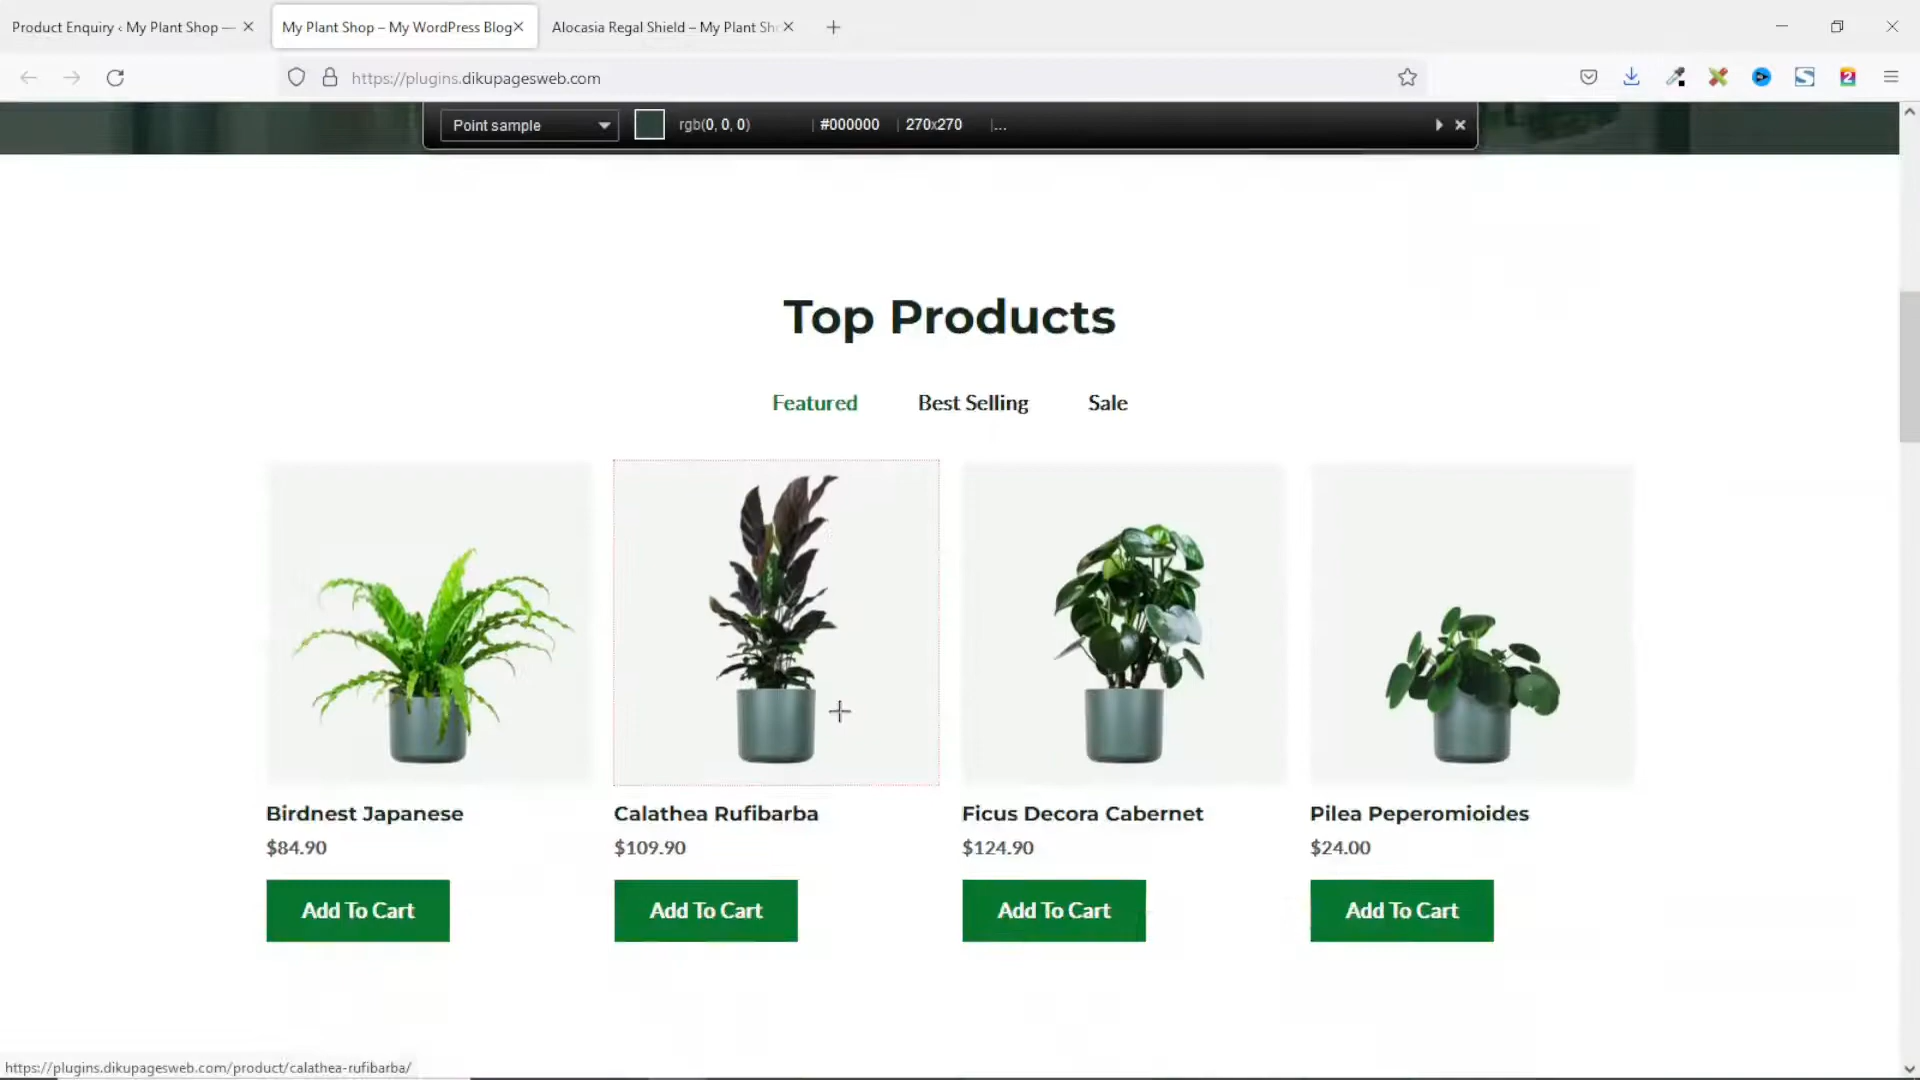 Product Enquiry ‹ My Plant Shop —
My Plant Shop – My WordPress Blog
Alocasia Regal Shield – My Plant Sh
https://plugins.dikupagesweb.com
Point sample
rgb(0, 0, 0)
| #000000
| 270x270
|...
Top Products
Featured
Best Selling
Sale
Birdnest Japanese
Calathea Rufibarba
Ficus Decora Cabernet
Pilea Peperomioides
$84.90
$109.90
$124.90
$24.00
Add To Cart
Add To Cart
Add To Cart
Add To Cart
https://plugins.dikupagesweb.com/product/calathea-rufibarba/